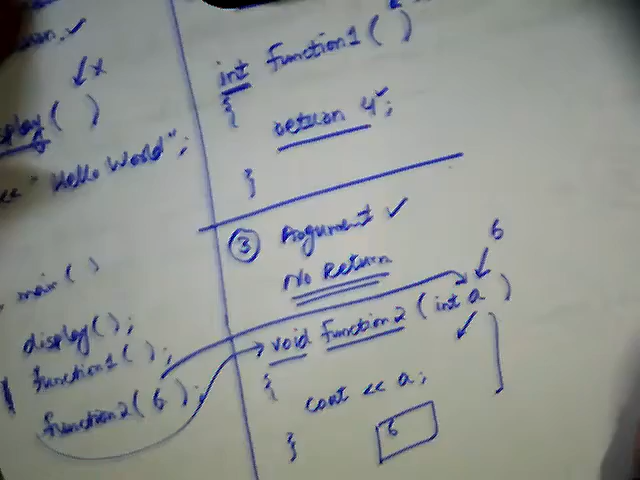 splay( )
<< "Hello World";
main( )
display( );
function1( );
function2( 6 );
int function1( )
{
return 4;
}
③ Argument ✓
No Return
6
void function2 (int a)
{
cout << a;
}
6